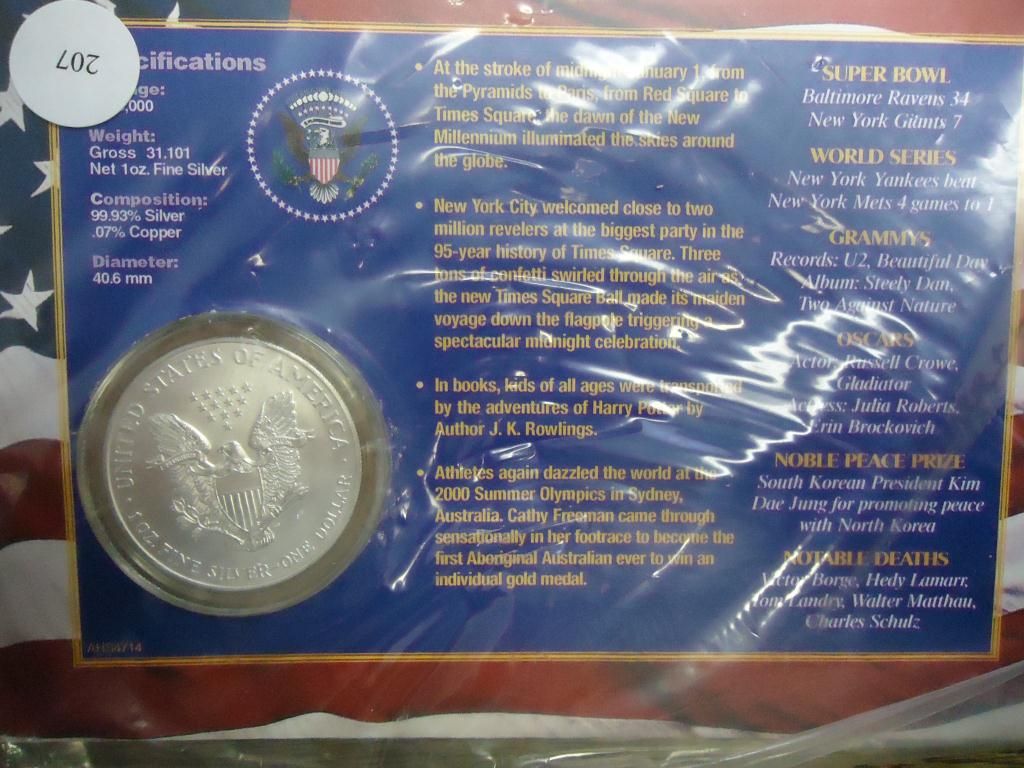 207
cifications
ge:
,000
Weight:
Gross 31.101
Net 1oz. Fine Silver
Composition:
99.93% Silver
.07% Copper
Diameter:
40.6 mm
UNITED STATES OF AMERICA
1 OZ. FINE SILVER~ONE DOLLAR
AHS4714
• At the stroke of midnight January 1, from
the Pyramids to Paris, from Red Square to
Times Square, the dawn of the New
Millennium illuminated the skies around
the globe.
• New York City welcomed close to two
million revelers at the biggest party in the
95-year history of Times Square. Three
tons of confetti swirled through the air as
the new Times Square Ball made its maiden
voyage down the flagpole triggering a
spectacular midnight celebration.
• In books, kids of all ages were transported
by the adventures of Harry Potter by
Author J. K. Rowlings.
• Athletes again dazzled the world at the
2000 Summer Olympics in Sydney,
Australia. Cathy Freeman came through
sensationally in her footrace to become the
first Aboriginal Australian ever to win an
individual gold medal.
SUPER BOWL
Baltimore Ravens 34
New York Giants 7
WORLD SERIES
New York Yankees beat
New York Mets 4 games to 1
GRAMMYS
Records: U2, Beautiful Day
Album: Steely Dan,
Two Against Nature
OSCARS
Actor: Russell Crowe,
Gladiator
Actress: Julia Roberts,
Erin Brockovich
NOBLE PEACE PRIZE
South Korean President Kim
Dae Jung for promoting peace
with North Korea
NOTABLE DEATHS
Victor Borge, Hedy Lamarr,
Tom Landry, Walter Matthau,
Charles Schulz